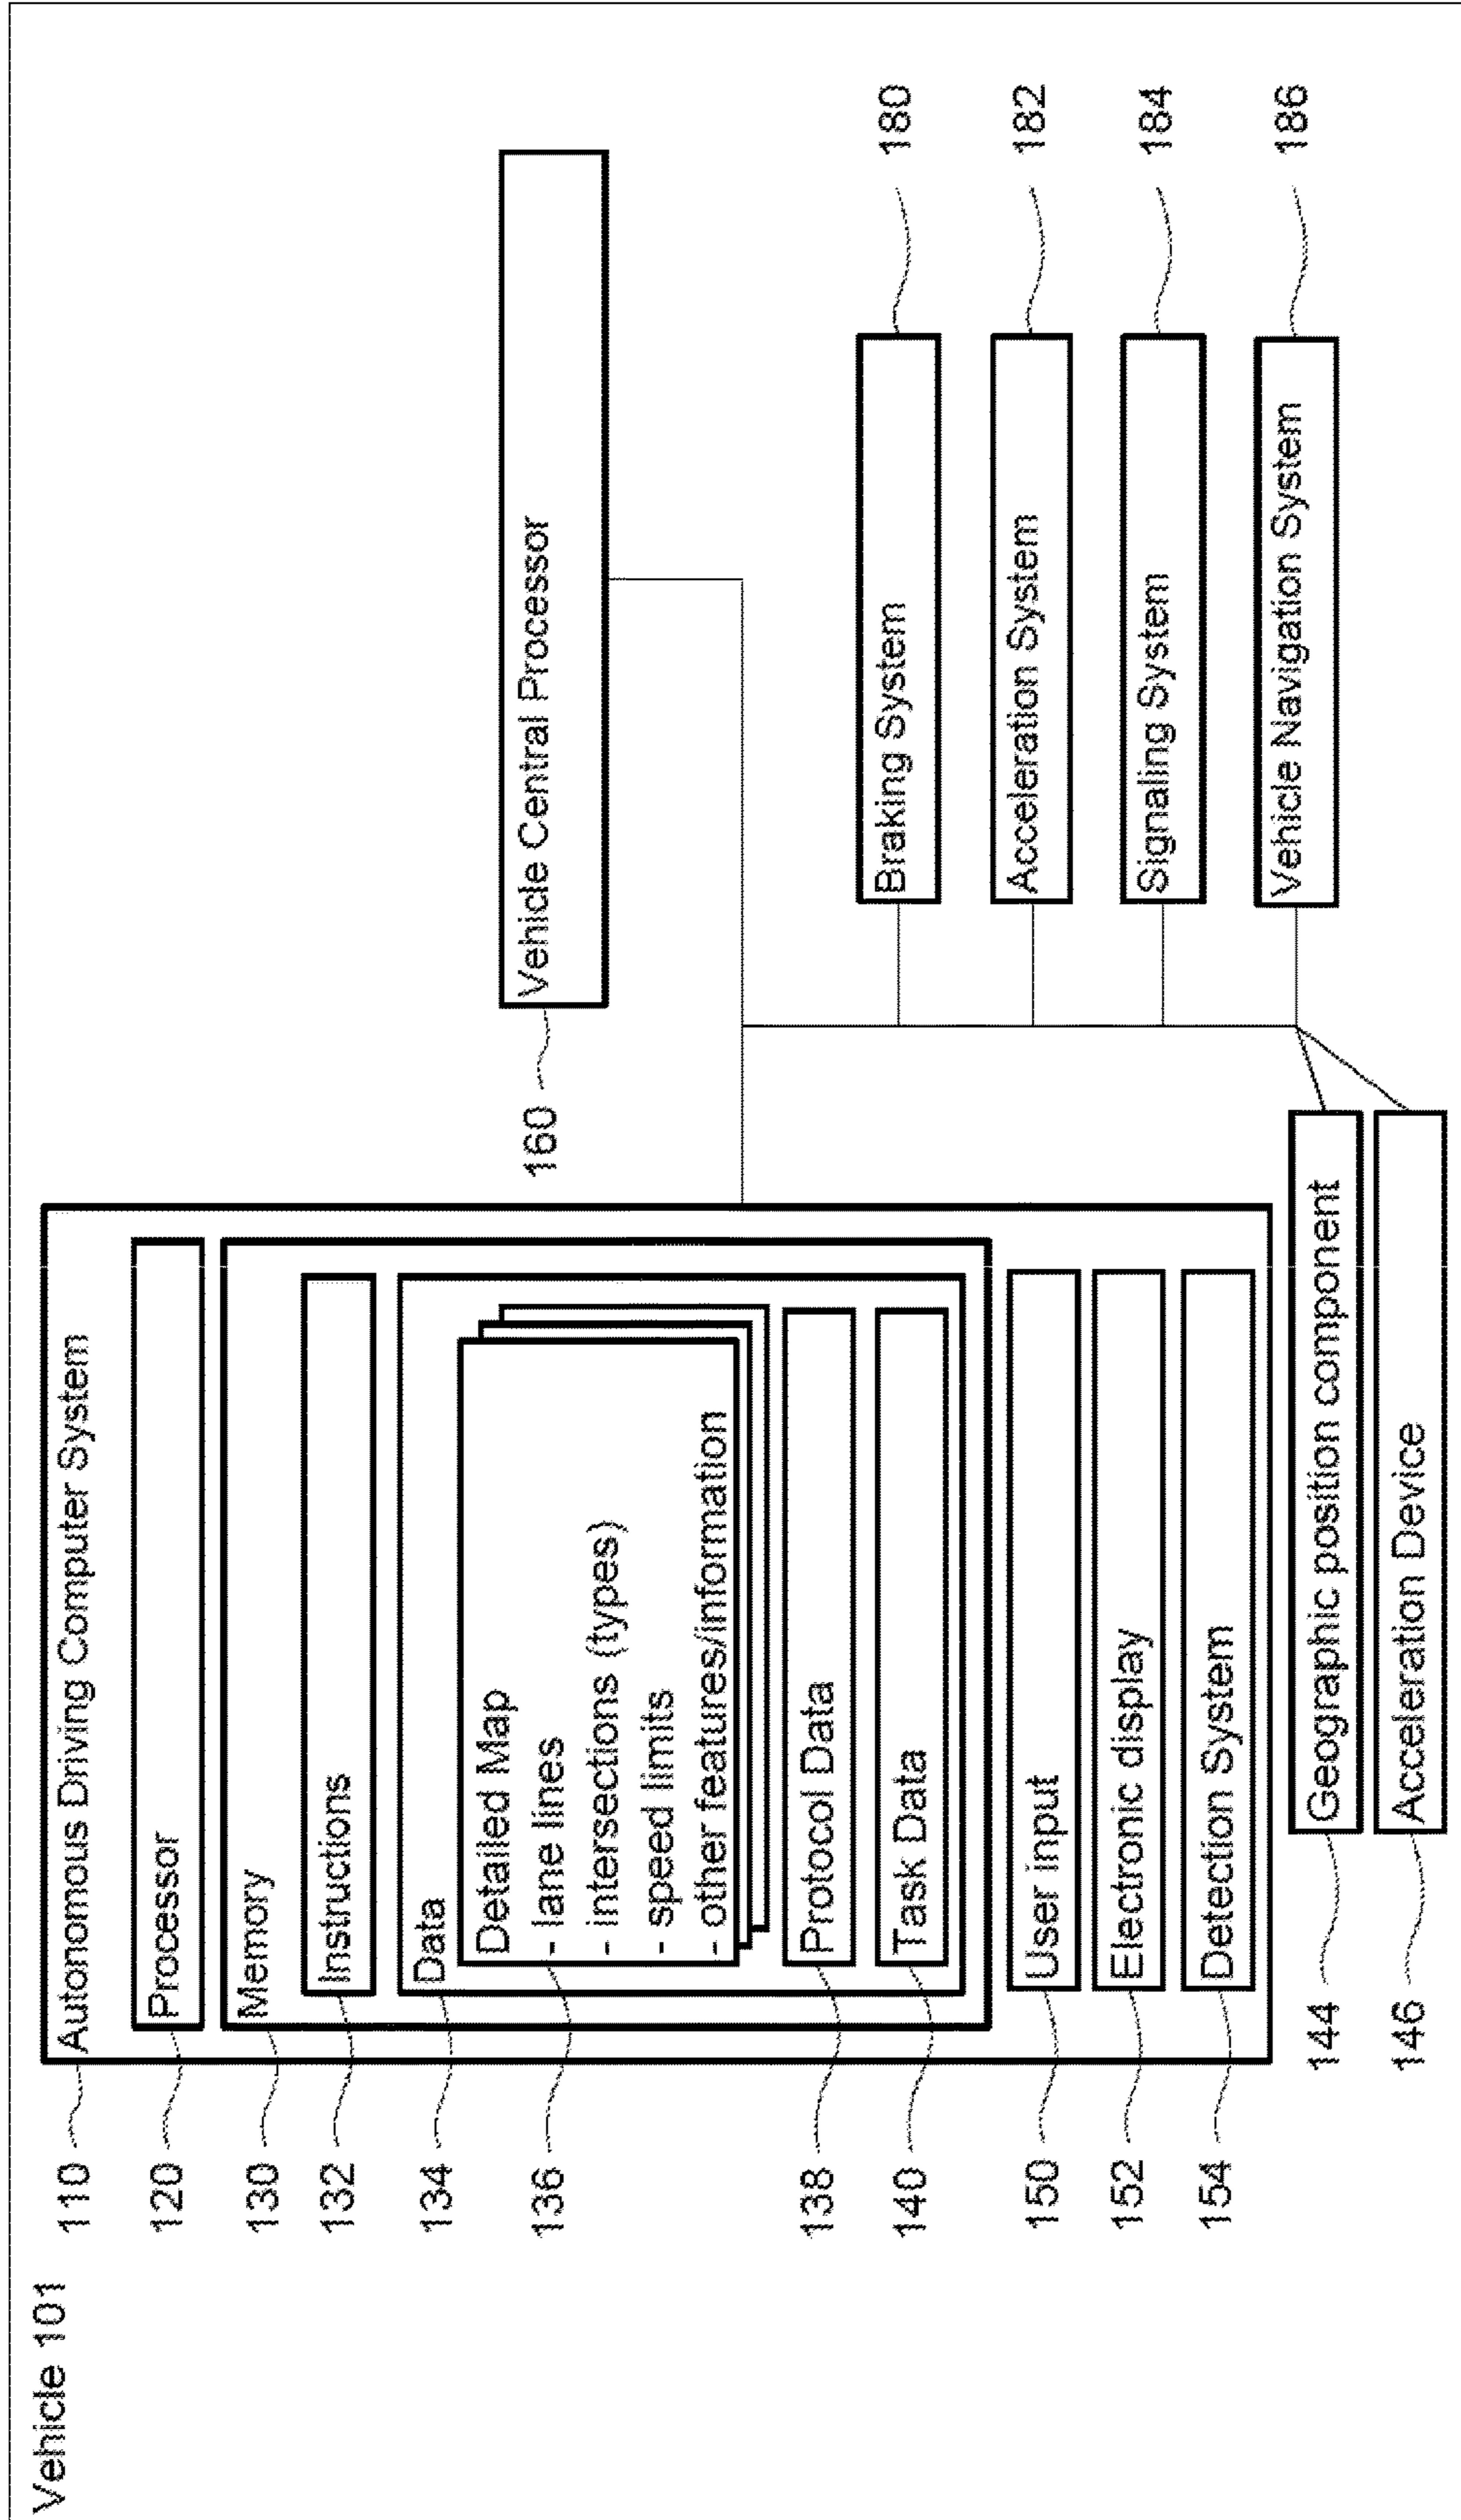 Vehicle 101
110
Autonomous Driving Computer System
120
Processor
130
Memory
132
Instructions
134
Data
136
Detailed Map
- lane lines
- intersections (types)
- speed limits
- other features/information
138
Protocol Data
140
Task Data
150
User input
152
Electronic display
154
Detection System
144
Geographic position component
146
Acceleration Device
160
Vehicle Central Processor
Braking System
180
Acceleration System
182
Signaling System
184
Vehicle Navigation System
186